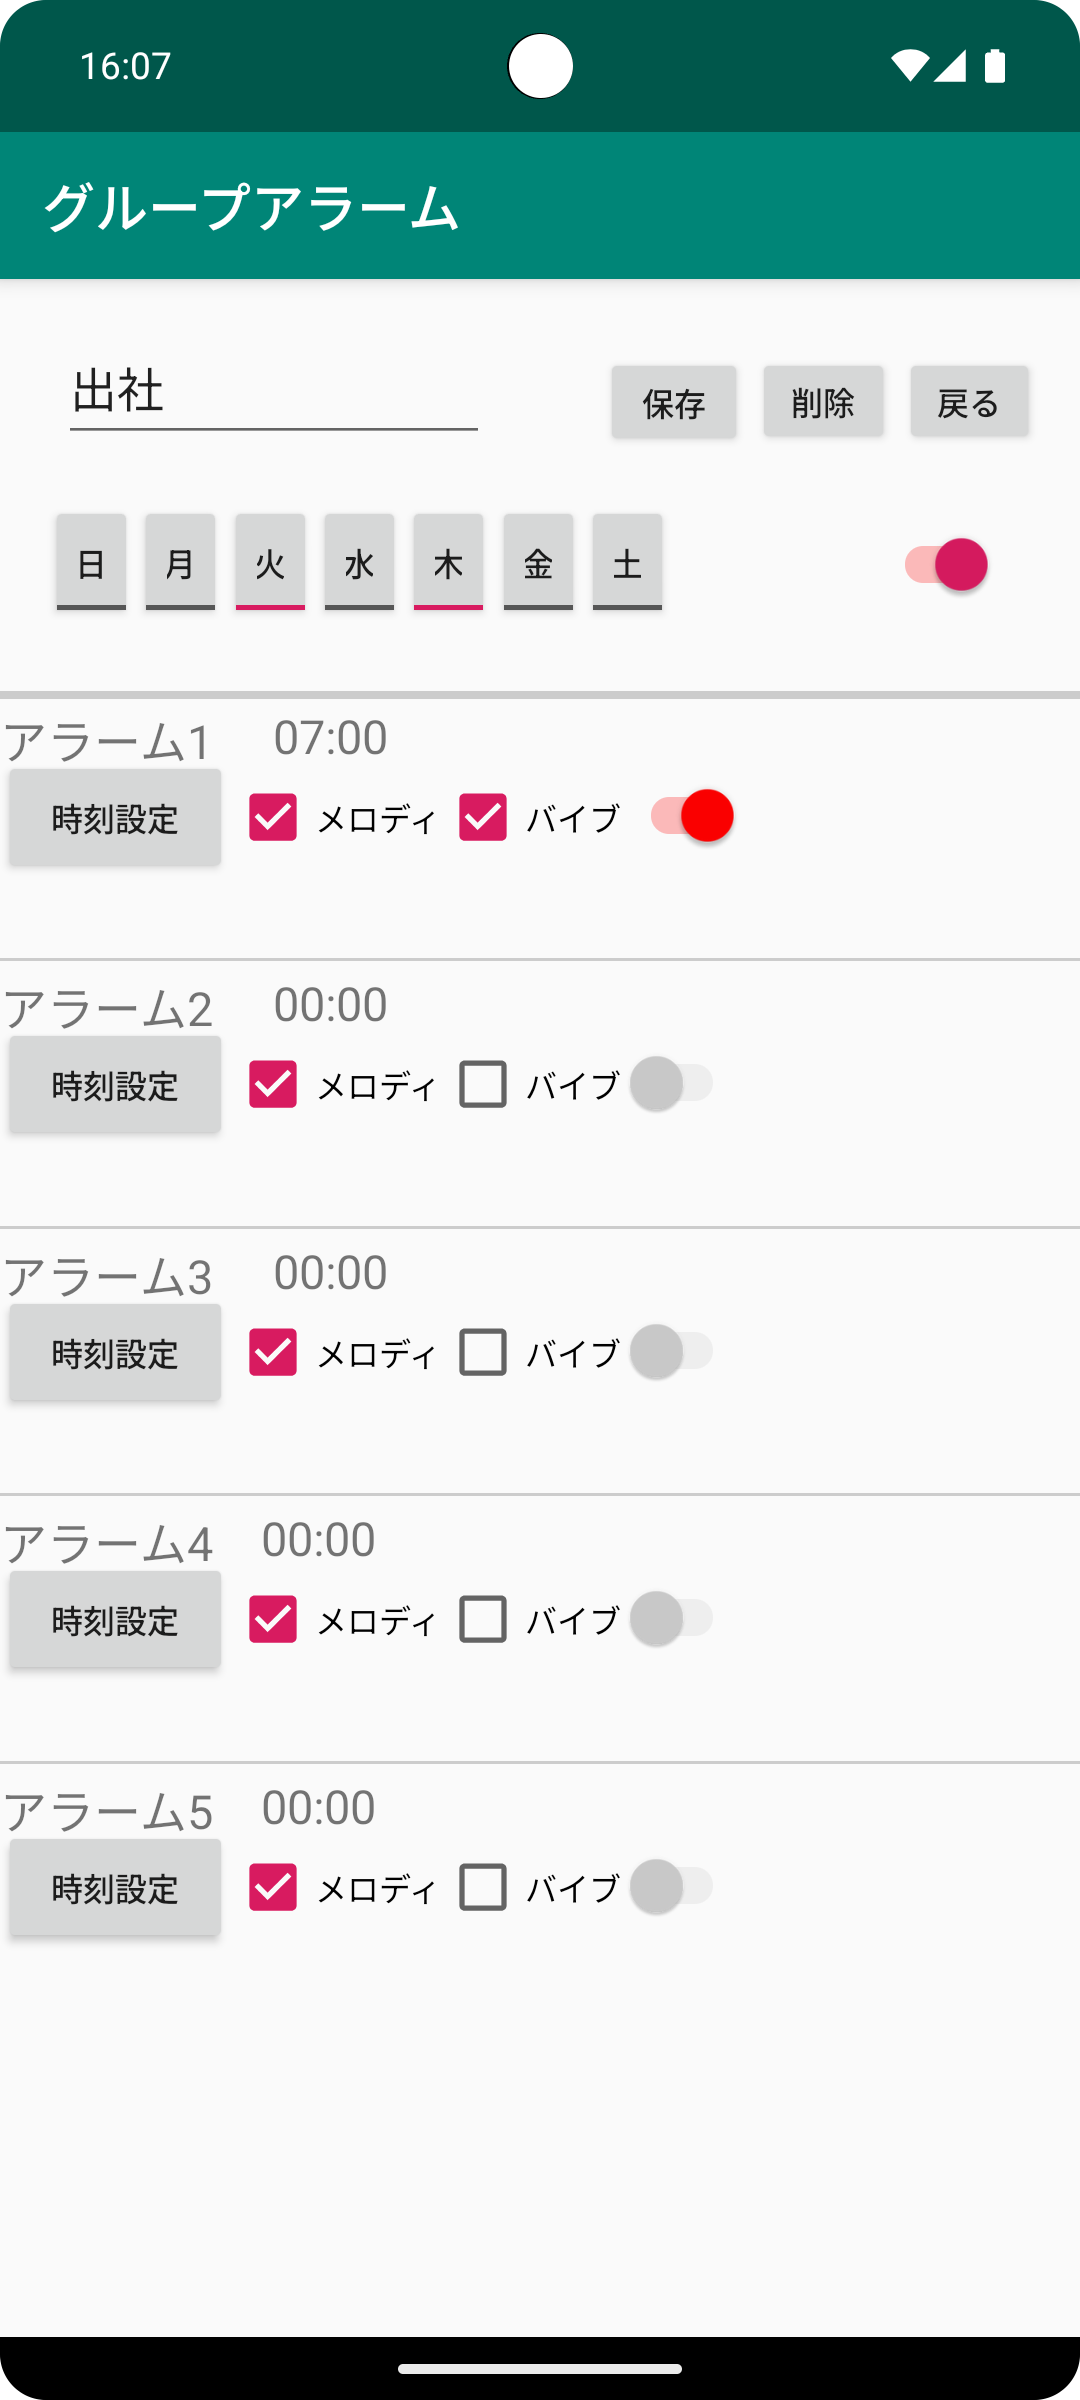 16:07
グループアラーム
出社 保存 削除 戻る
日 月 火 水 木 金 土
アラーム1 07:00
時刻設定 メロディ バイブ
アラーム2 00:00
時刻設定 メロディ バイブ
アラーム3 00:00
時刻設定 メロディ バイブ
アラーム4 00:00
時刻設定 メロディ バイブ
アラーム5 00:00
時刻設定 メロディ バイブ